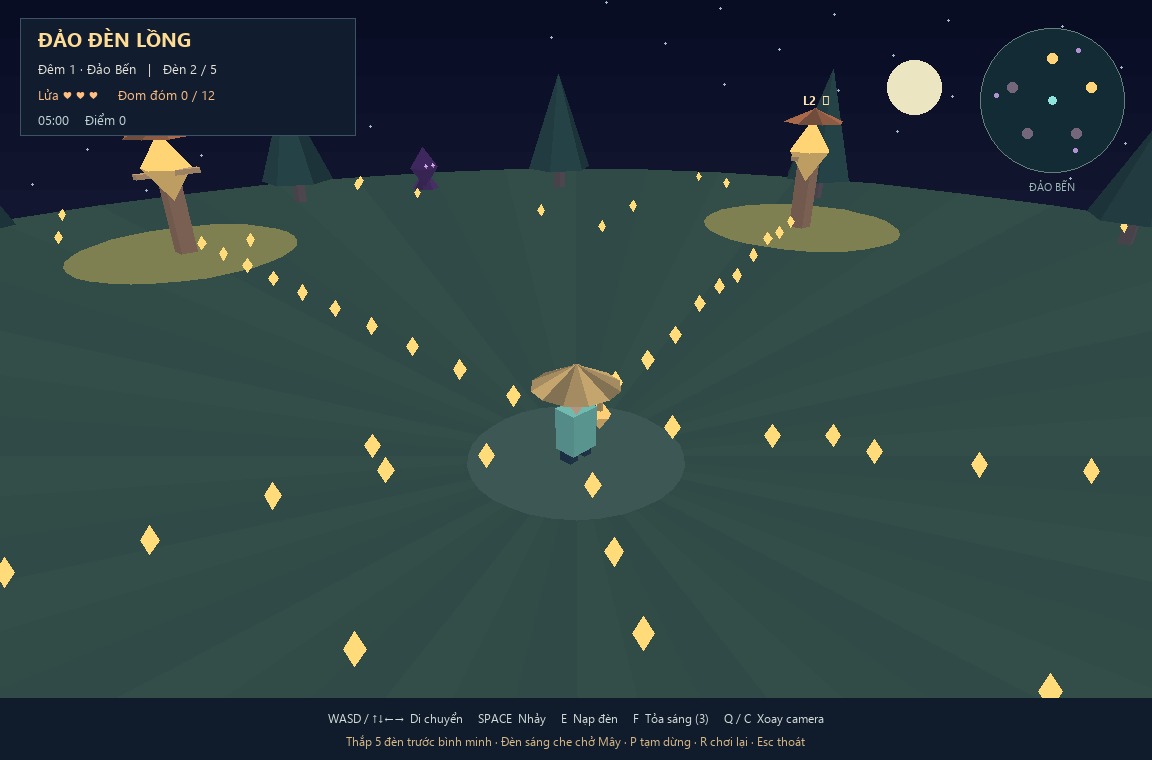 ĐẢO ĐÈN LỒNG
Đêm 1 · Đảo Bến | Đèn 2 / 5
Lửa ♥ ♥ ♥ Đom đóm 0 / 12
05:00 Điểm 0
L2
ĐẢO BẾN
WASD / ↑↓←→ Di chuyển SPACE Nhảy E Nạp đèn F Tỏa sáng (3) Q / C Xoay camera
Thắp 5 đèn trước bình minh · Đèn sáng che chở Mây · P tạm dừng · R chơi lại · Esc thoát